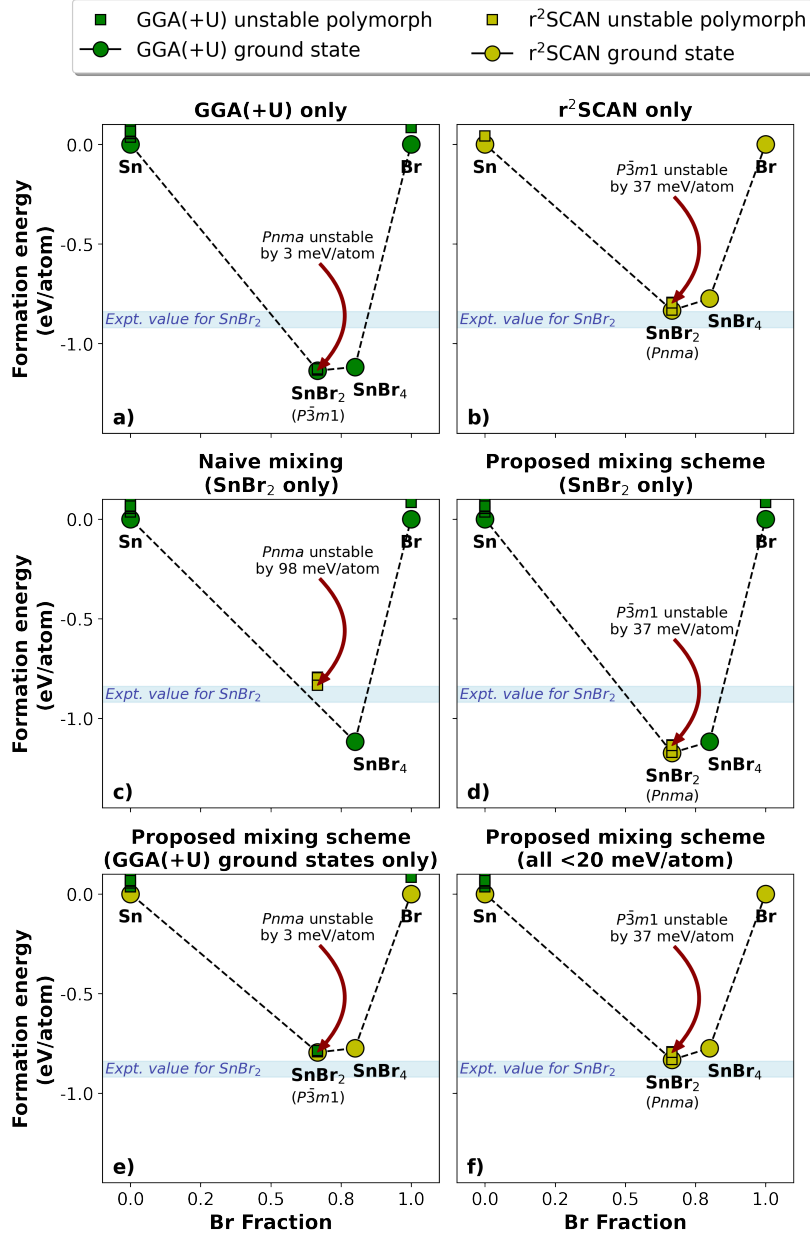 GGA(+U) unstable polymorph
GGA(+U) ground state
r²SCAN unstable polymorph
r²SCAN ground state
GGA(+U) only
Formation energy
(eV/atom)
0.0
-0.5
-1.0
Sn
Br
Pnma unstable
by 3 meV/atom
Expt. value for SnBr₂
SnBr₂
(P3̄m1)
SnBr₄
a)
r²SCAN only
Sn
Br
P3̄m1 unstable
by 37 meV/atom
Expt. value for SnBr₂
SnBr₂
(Pnma)
SnBr₄
b)
Naive mixing
(SnBr₂ only)
Formation energy
(eV/atom)
0.0
-0.5
-1.0
Sn
Br
Pnma unstable
by 98 meV/atom
Expt. value for SnBr₂
SnBr₄
c)
Proposed mixing scheme
(SnBr₂ only)
Sn
Br
P3̄m1 unstable
by 37 meV/atom
Expt. value for SnBr₂
SnBr₂
(Pnma)
SnBr₄
d)
Proposed mixing scheme
(GGA(+U) ground states only)
Formation energy
(eV/atom)
0.0
-0.5
-1.0
Sn
Br
Pnma unstable
by 3 meV/atom
Expt. value for SnBr₂
SnBr₂
(P3̄m1)
SnBr₄
e)
0.0 0.2 0.5 0.8 1.0
Br Fraction
Proposed mixing scheme
(all <20 meV/atom)
Sn
Br
P3̄m1 unstable
by 37 meV/atom
Expt. value for SnBr₂
SnBr₂
(Pnma)
SnBr₄
f)
0.0 0.2 0.5 0.8 1.0
Br Fraction